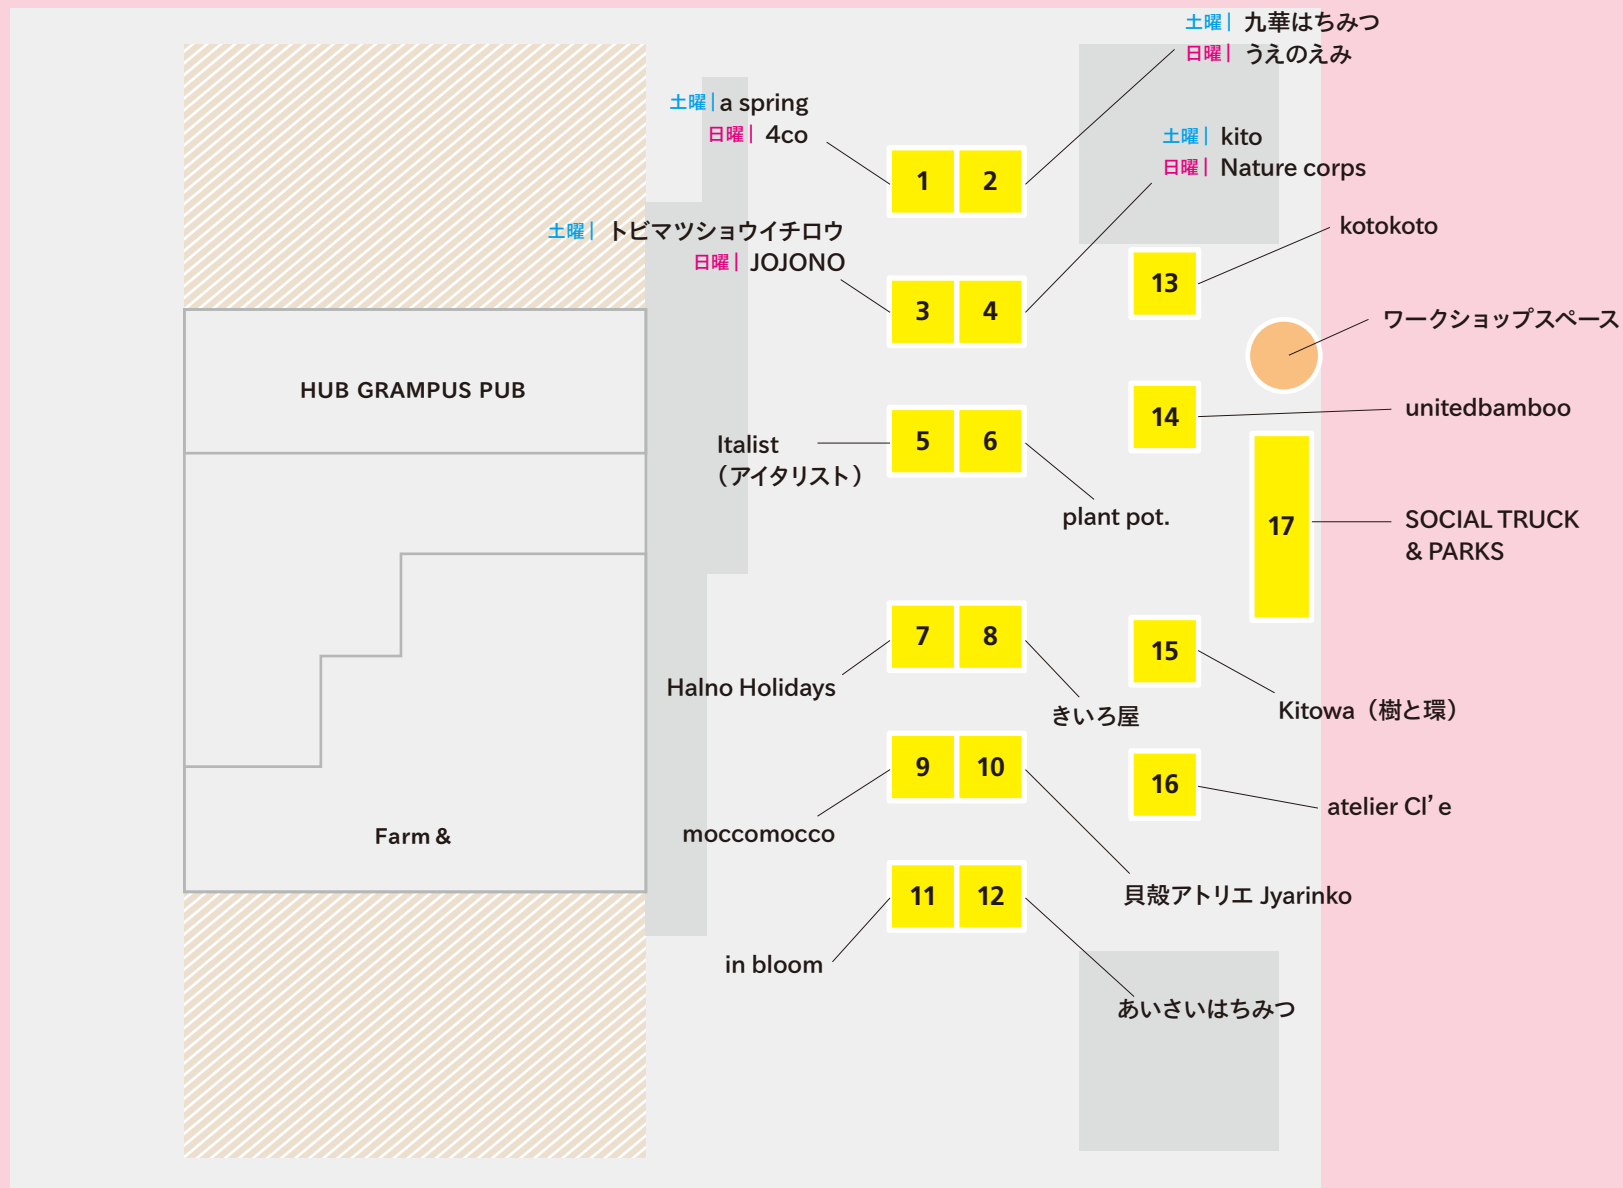 土曜| 九華はちみつ
日曜| うえのえみ
土曜| a spring
日曜| 4co
土曜| kito
日曜| Nature corps
1 2
土曜| トビマツショウイチロウ
日曜| JOJONO
kotokoto
13
3 4
ワークショップスペース
HUB GRAMPUS PUB
unitedbamboo
14
Italist
（アイタリスト）
5 6
plant pot.
17
SOCIAL TRUCK
& PARKS
7 8
15
Halno Holidays
きいろ屋
Kitowa（樹と環）
9 10
16
moccomocco
atelier Cl’e
Farm &
11 12
貝殻アトリエ Jyarinko
in bloom
あいさいはちみつ